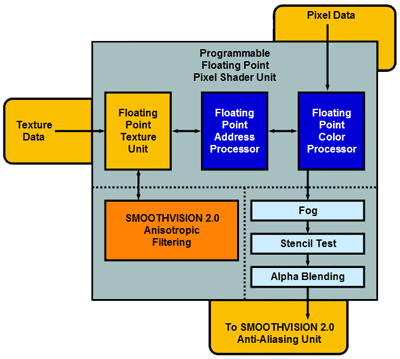 Pixel Data
Programmable
Floating Point
Pixel Shader Unit
Texture
Data
Floating
Point
Texture
Unit
Floating
Point
Address
Processor
Floating
Point
Color
Processor
SMOOTHVISION 2.0
Anisotropic
Filtering
Fog
Stencil Test
Alpha Blending
To SMOOTHVISION 2.0
Anti-Aliasing Unit